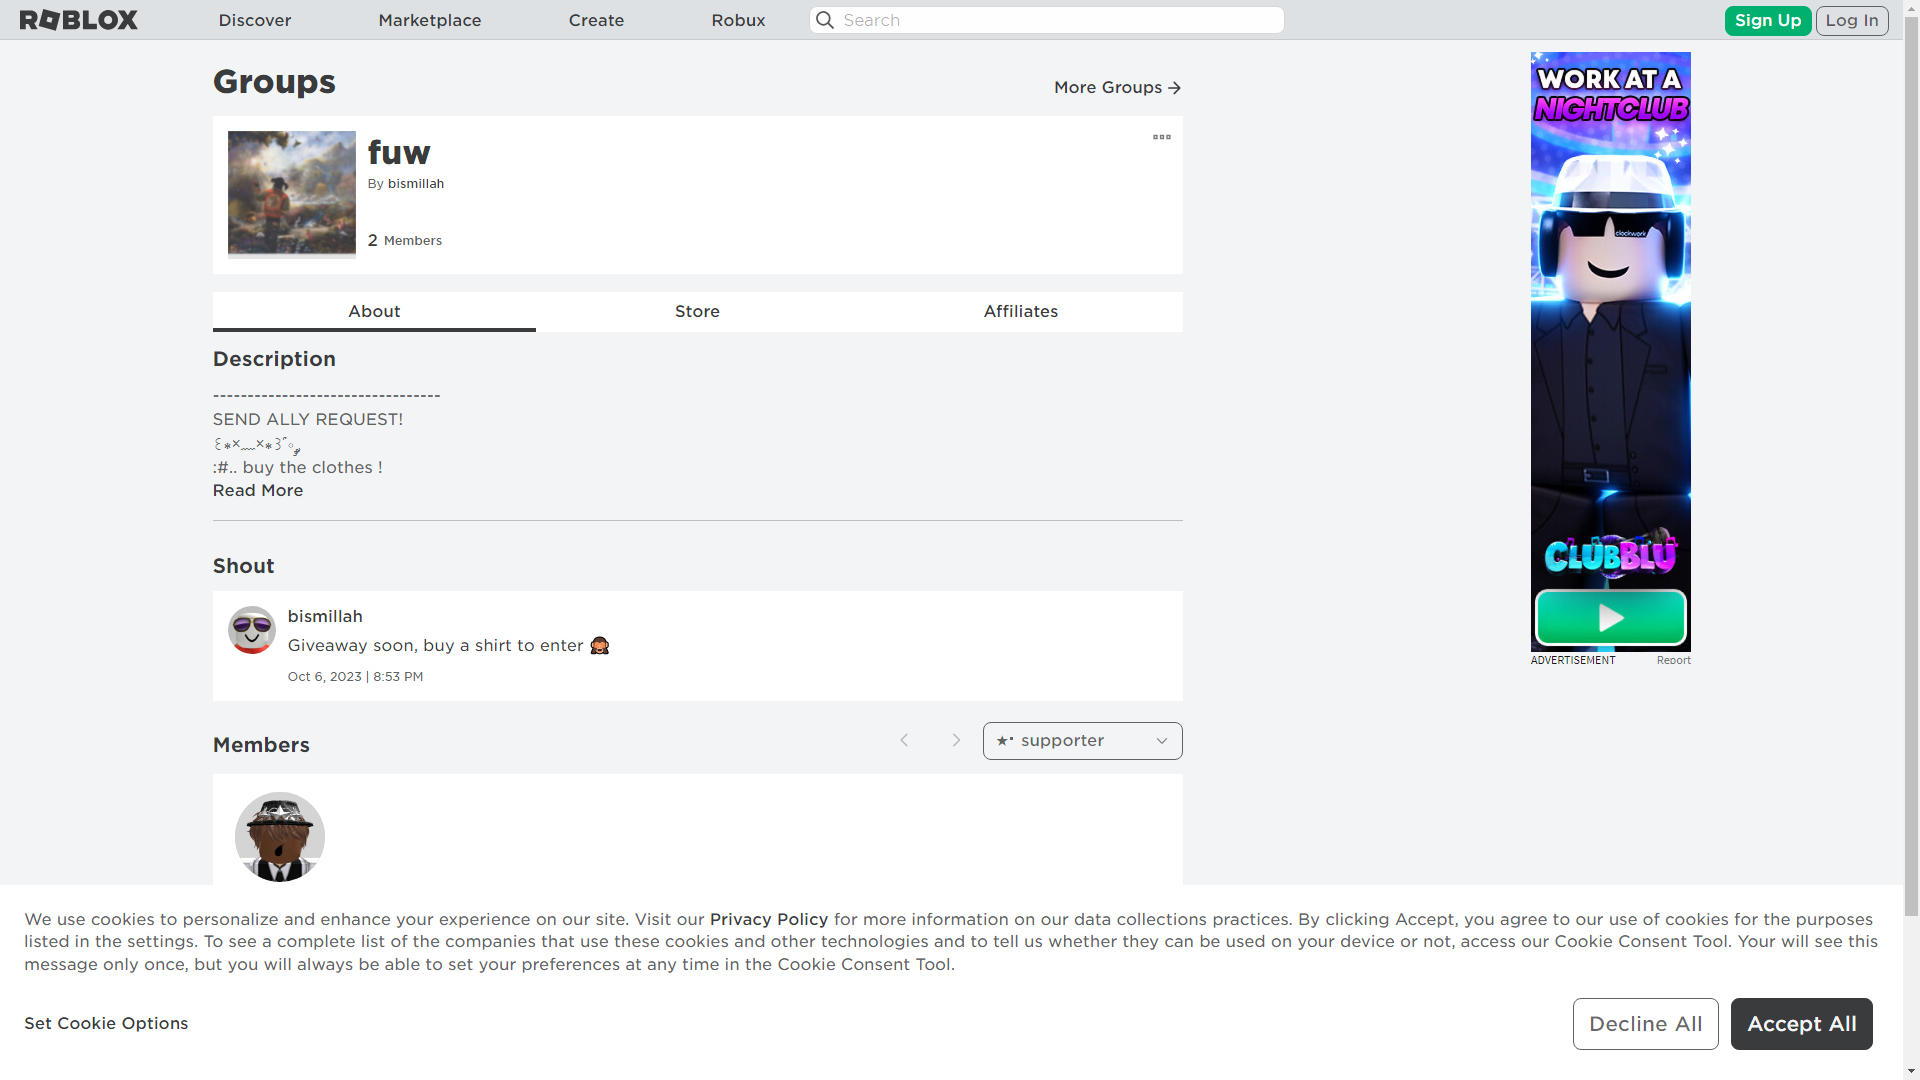 ROBLOX
Discover
Marketplace
Create
Robux
Search
Sign Up
Log In
Groups
More Groups
fuw
By bismillah
2 Members
About
Store
Affiliates
Description
---------------------------------
SEND ALLY REQUEST!
:#.. buy the clothes !
Read More
Shout
bismillah
Giveaway soon, buy a shirt to enter 🙈
Oct 6, 2023 | 8:53 PM
Members
★· supporter
WORK AT A
NIGHTCLUB
clockwork
CLUBBLU
ADVERTISEMENT
Report
We use cookies to personalize and enhance your experience on our site. Visit our Privacy Policy for more information on our data collections practices. By clicking Accept, you agree to our use of cookies for the purposes
listed in the settings. To see a complete list of the companies that use these cookies and other technologies and to tell us whether they can be used on your device or not, access our Cookie Consent Tool. Your will see this
message only once, but you will always be able to set your preferences at any time in the Cookie Consent Tool.
Set Cookie Options
Decline All
Accept All